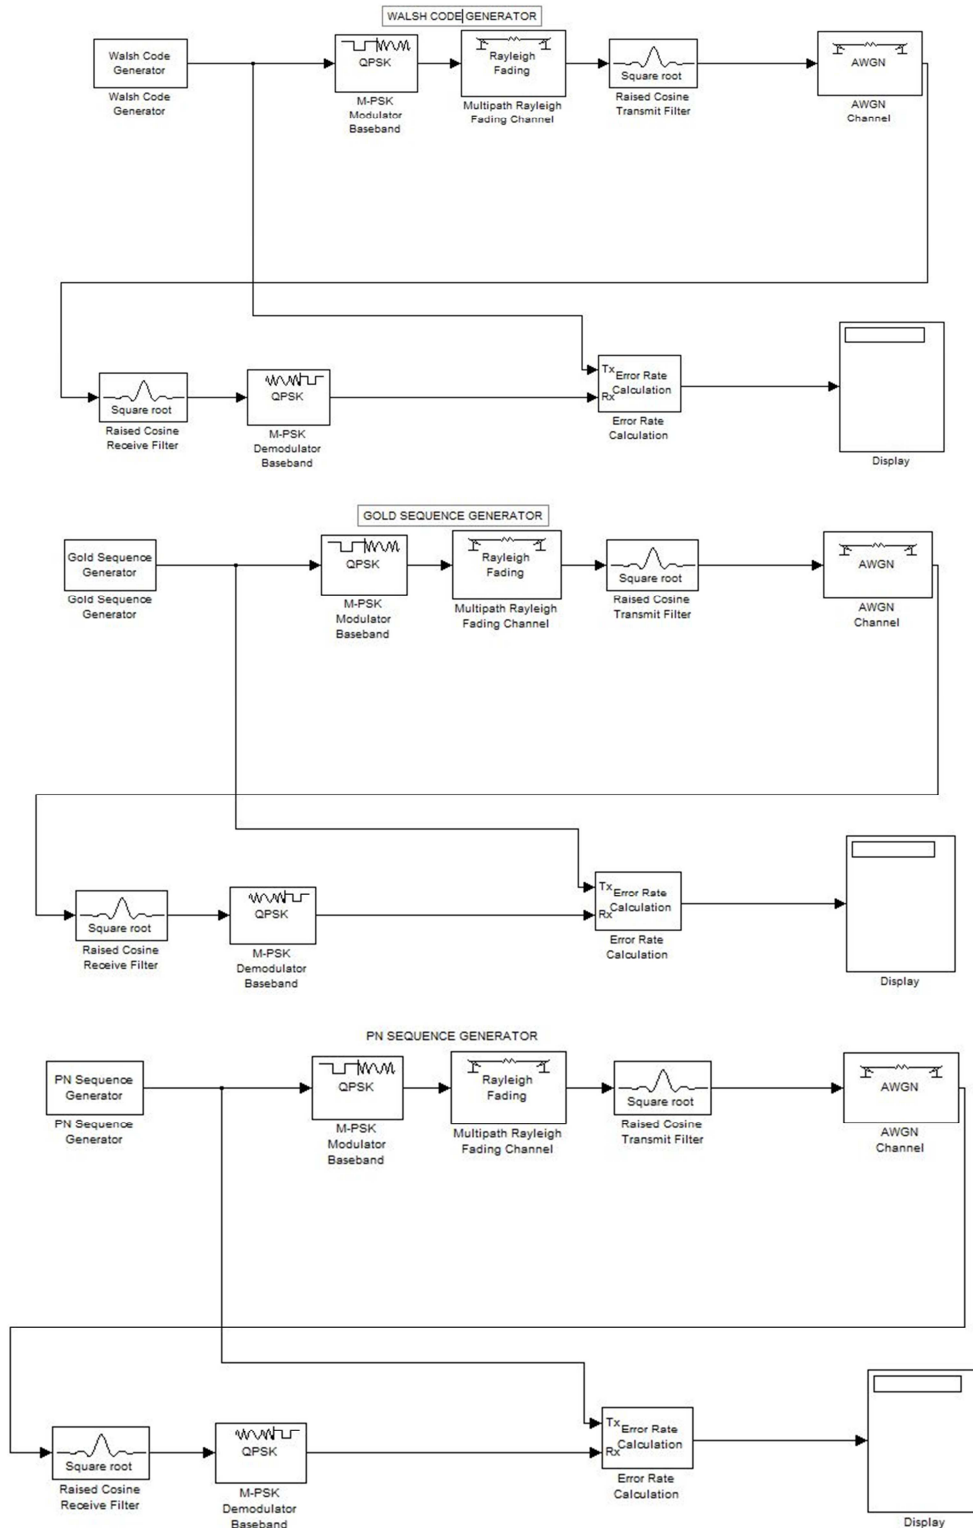 WALSH CODE GENERATOR
Walsh Code
Generator
Walsh Code
Generator
QPSK
M-PSK
Modulator
Baseband
Rayleigh
Fading
Multipath Rayleigh
Fading Channel
Square root
Raised Cosine
Transmit Filter
AWGN
AWGN
Channel
Square root
Raised Cosine
Receive Filter
QPSK
M-PSK
Demodulator
Baseband
Tx
Rx
Error Rate
Calculation
Error Rate
Calculation
Display
GOLD SEQUENCE GENERATOR
Gold Sequence
Generator
Gold Sequence
Generator
QPSK
M-PSK
Modulator
Baseband
Rayleigh
Fading
Multipath Rayleigh
Fading Channel
Square root
Raised Cosine
Transmit Filter
AWGN
AWGN
Channel
Square root
Raised Cosine
Receive Filter
QPSK
M-PSK
Demodulator
Baseband
Tx
Rx
Error Rate
Calculation
Error Rate
Calculation
Display
PN SEQUENCE GENERATOR
PN Sequence
Generator
PN Sequence
Generator
QPSK
M-PSK
Modulator
Baseband
Rayleigh
Fading
Multipath Rayleigh
Fading Channel
Square root
Raised Cosine
Transmit Filter
AWGN
AWGN
Channel
Square root
Raised Cosine
Receive Filter
QPSK
M-PSK
Demodulator
Baseband
Tx
Rx
Error Rate
Calculation
Error Rate
Calculation
Display